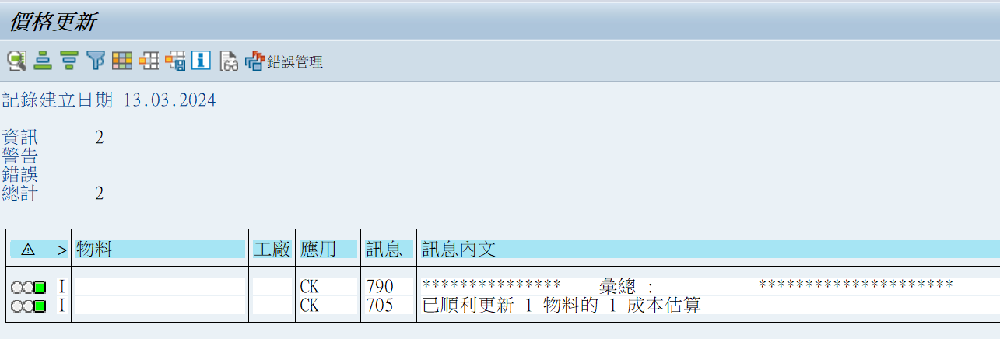 價格更新
錯誤管理
記錄建立日期 13.03.2024
資訊 2
警告
錯誤
總計 2
> 物料 工廠 應用 訊息 訊息內文
I CK 790 *************** 彙總 : *********************
I CK 705 已順利更新 1 物料的 1 成本估算